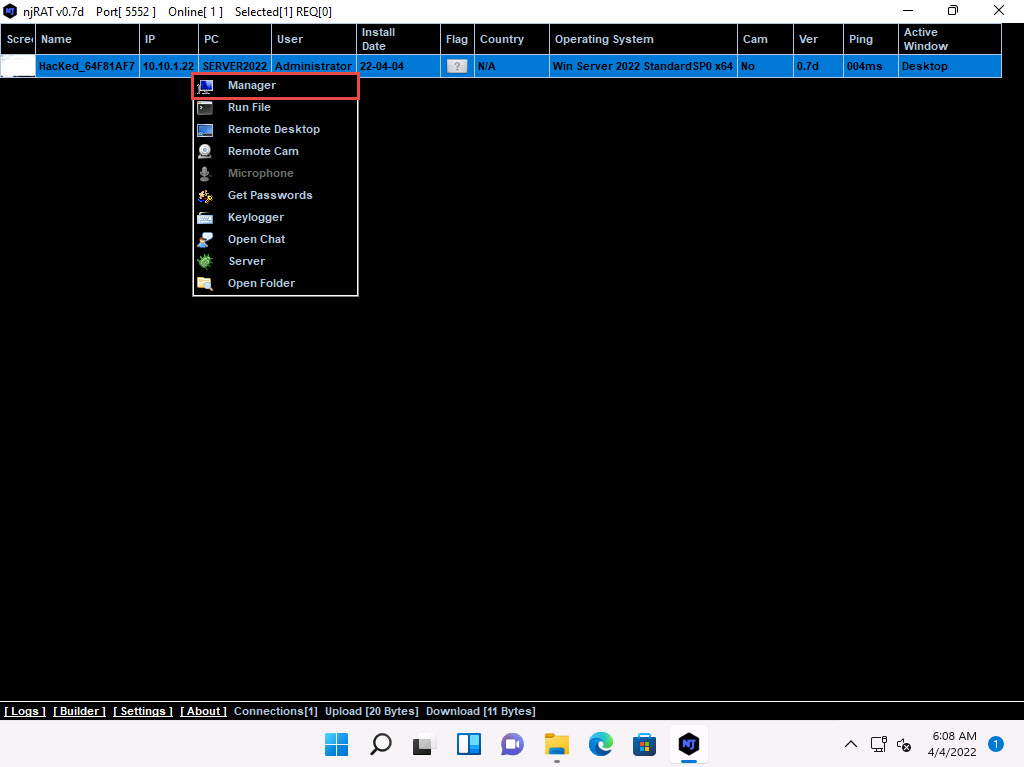 njRAT v0.7d Port[ 5552 ] Online[ 1 ] Selected[1] REQ[0]
Scree Name IP PC User Install Date Flag Country Operating System Cam Ver Ping Active Window
HacKed_64F81AF7 10.10.1.22 SERVER2022 Administrator 22-04-04 ? N/A Win Server 2022 StandardSP0 x64 No 0.7d 004ms Desktop
Manager
Run File
Remote Desktop
Remote Cam
Microphone
Get Passwords
Keylogger
Open Chat
Server
Open Folder
[ Logs ] [ Builder ] [ Settings ] [ About ] Connections[1] Upload [20 Bytes] Download [11 Bytes]
NJ
6:08 AM
4/4/2022
1